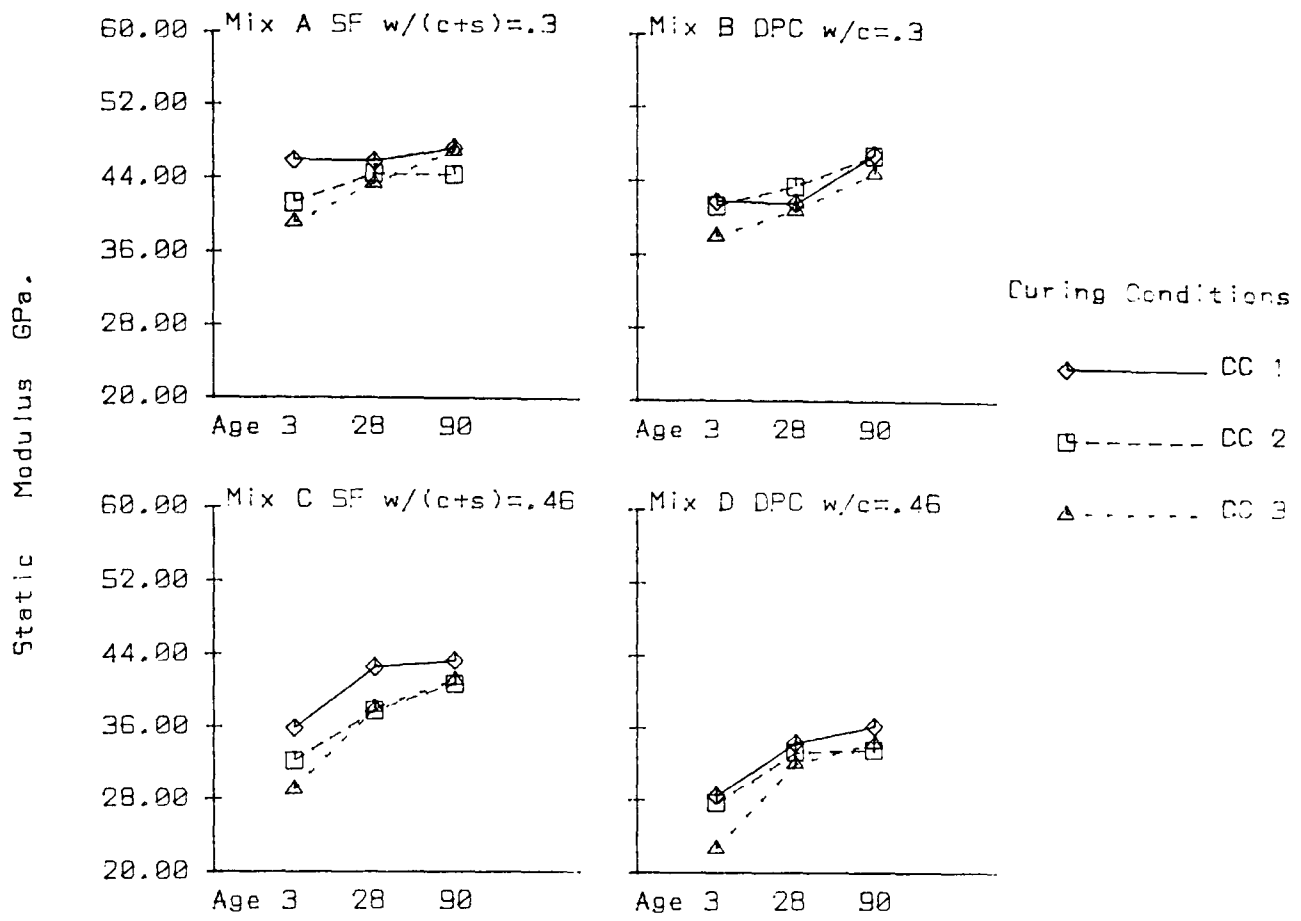 Mix A SF w/(c+s)=.3
60.00
52.00
44.00
36.00
28.00
20.00
Age 3 28 90
Mix B OPC w/c=.3
Age 3 28 90
Static Modulus GPa.
Curing Conditions
CC 1
CC 2
CC 3
Mix C SF w/(c+s)=.46
60.00
52.00
44.00
36.00
28.00
20.00
Age 3 28 90
Mix D OPC w/c=.46
Age 3 28 90